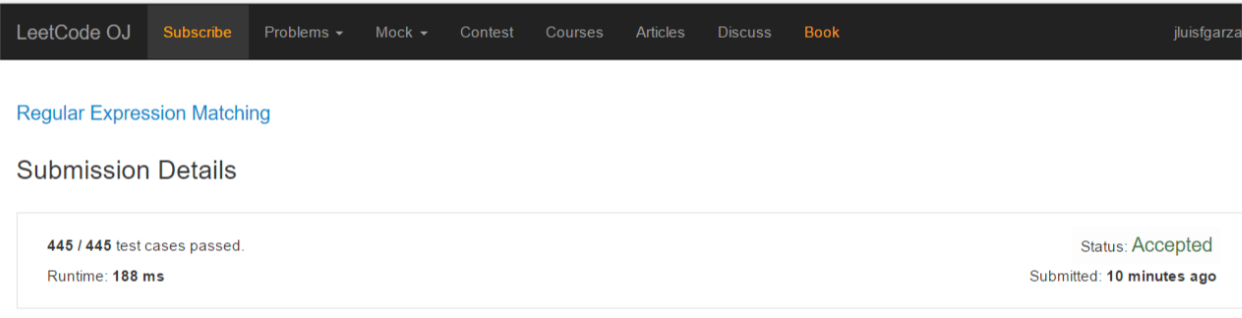 LeetCode OJ Subscribe Problems Mock Contest Courses Articles Discuss Book jluisfgarza
Regular Expression Matching
Submission Details
445 / 445 test cases passed. Status: Accepted
Runtime: 188 ms Submitted: 10 minutes ago